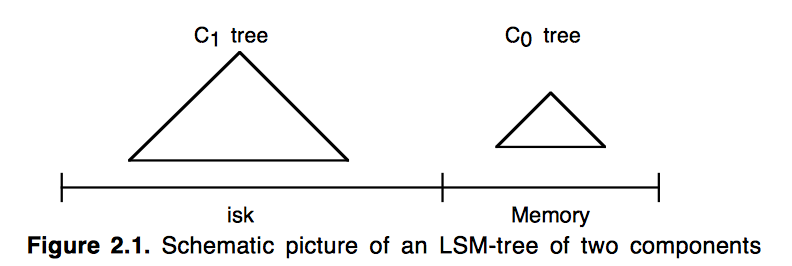 C1 tree C0 tree
isk Memory
Figure 2.1. Schematic picture of an LSM-tree of two components